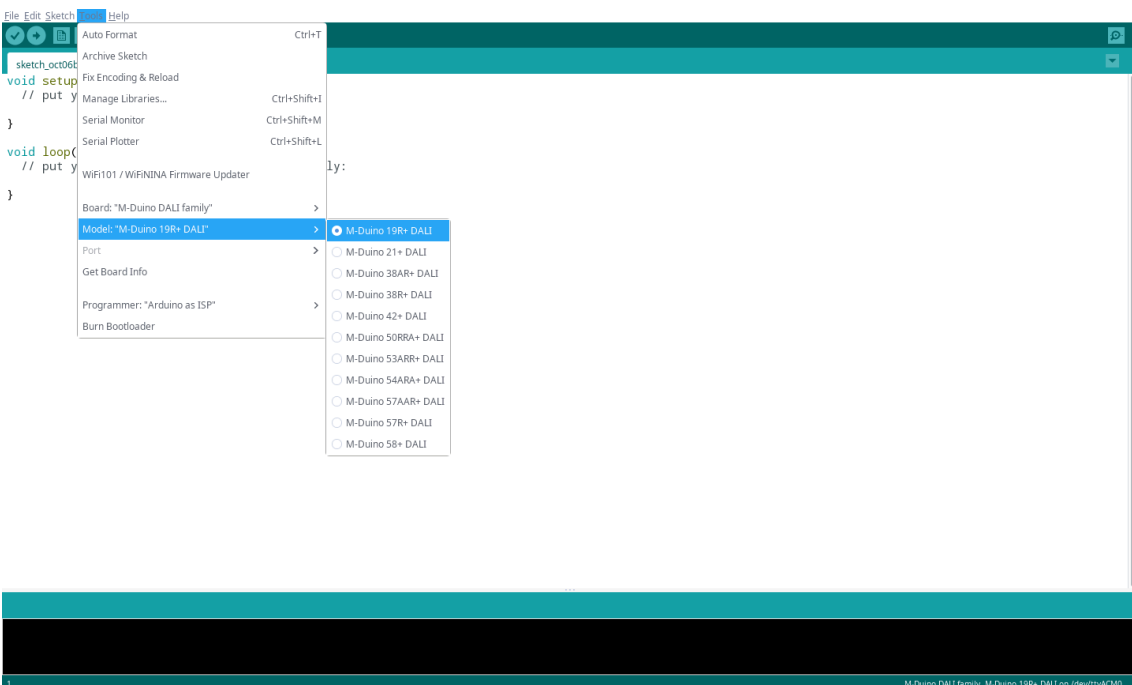 File Edit Sketch Tools Help
sketch_oct06b
void setup
// put y
}
void loop(
// put y ly:
}
Auto Format Ctrl+T
Archive Sketch
Fix Encoding & Reload
Manage Libraries... Ctrl+Shift+I
Serial Monitor Ctrl+Shift+M
Serial Plotter Ctrl+Shift+L
WiFi101 / WiFiNINA Firmware Updater
Board: "M-Duino DALI family"
Model: "M-Duino 19R+ DALI"
Port
Get Board Info
Programmer: "Arduino as ISP"
Burn Bootloader
M-Duino 19R+ DALI
M-Duino 21+ DALI
M-Duino 38AR+ DALI
M-Duino 38R+ DALI
M-Duino 42+ DALI
M-Duino 50RRA+ DALI
M-Duino 53ARR+ DALI
M-Duino 54ARA+ DALI
M-Duino 57AAR+ DALI
M-Duino 57R+ DALI
M-Duino 58+ DALI
1 M-Duino DALI family, M-Duino 19R+ DALI on /dev/ttyACM0